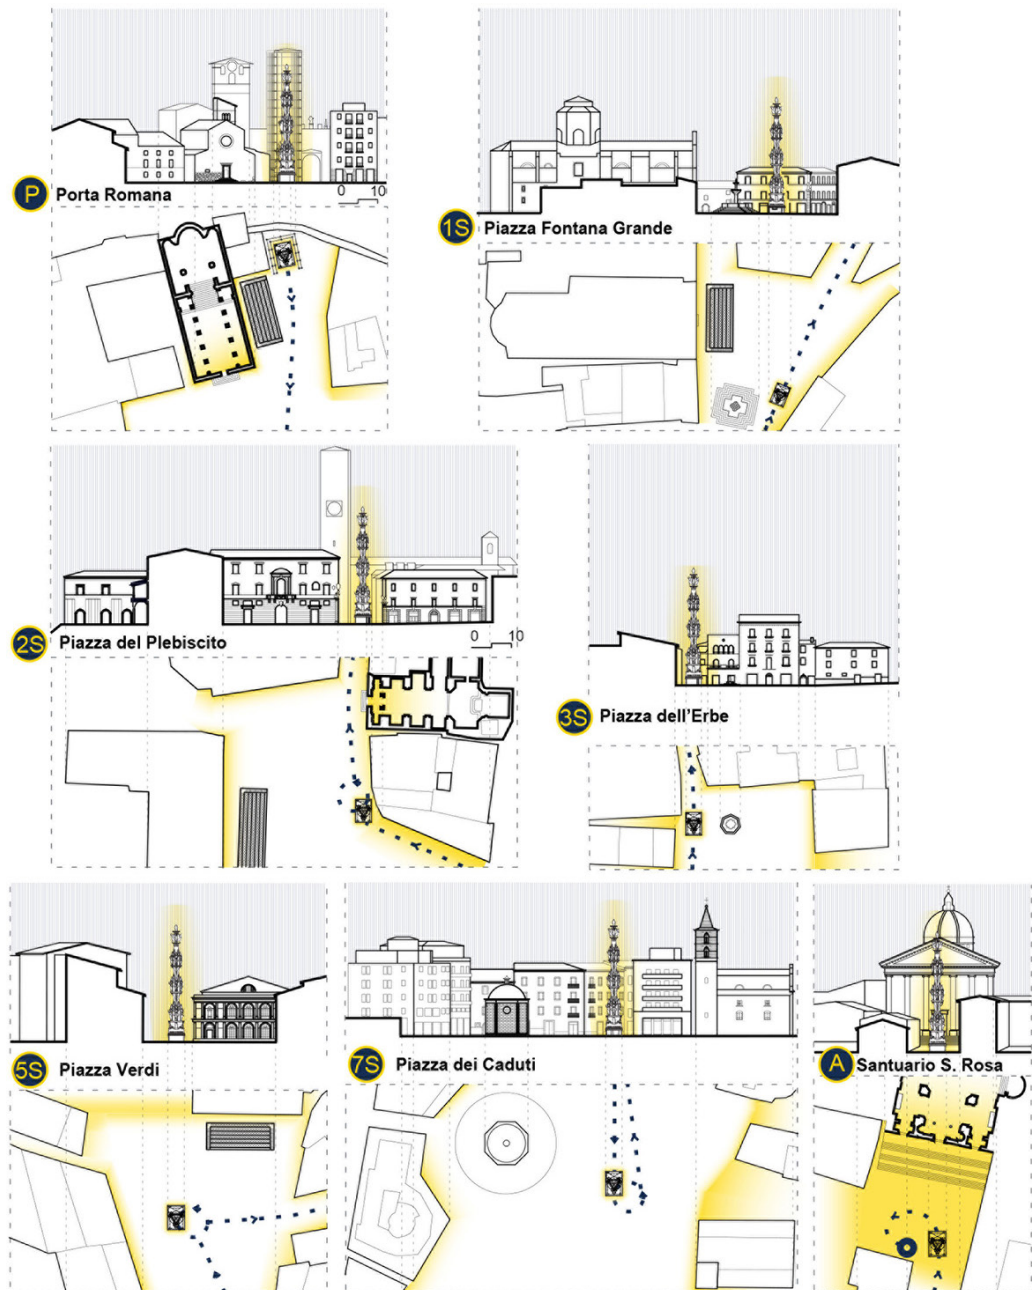 P Porta Romana
0 10
1S Piazza Fontana Grande
2S Piazza del Plebiscito
0 10
3S Piazza dell'Erbe
5S Piazza Verdi
7S Piazza dei Caduti
A Santuario S. Rosa